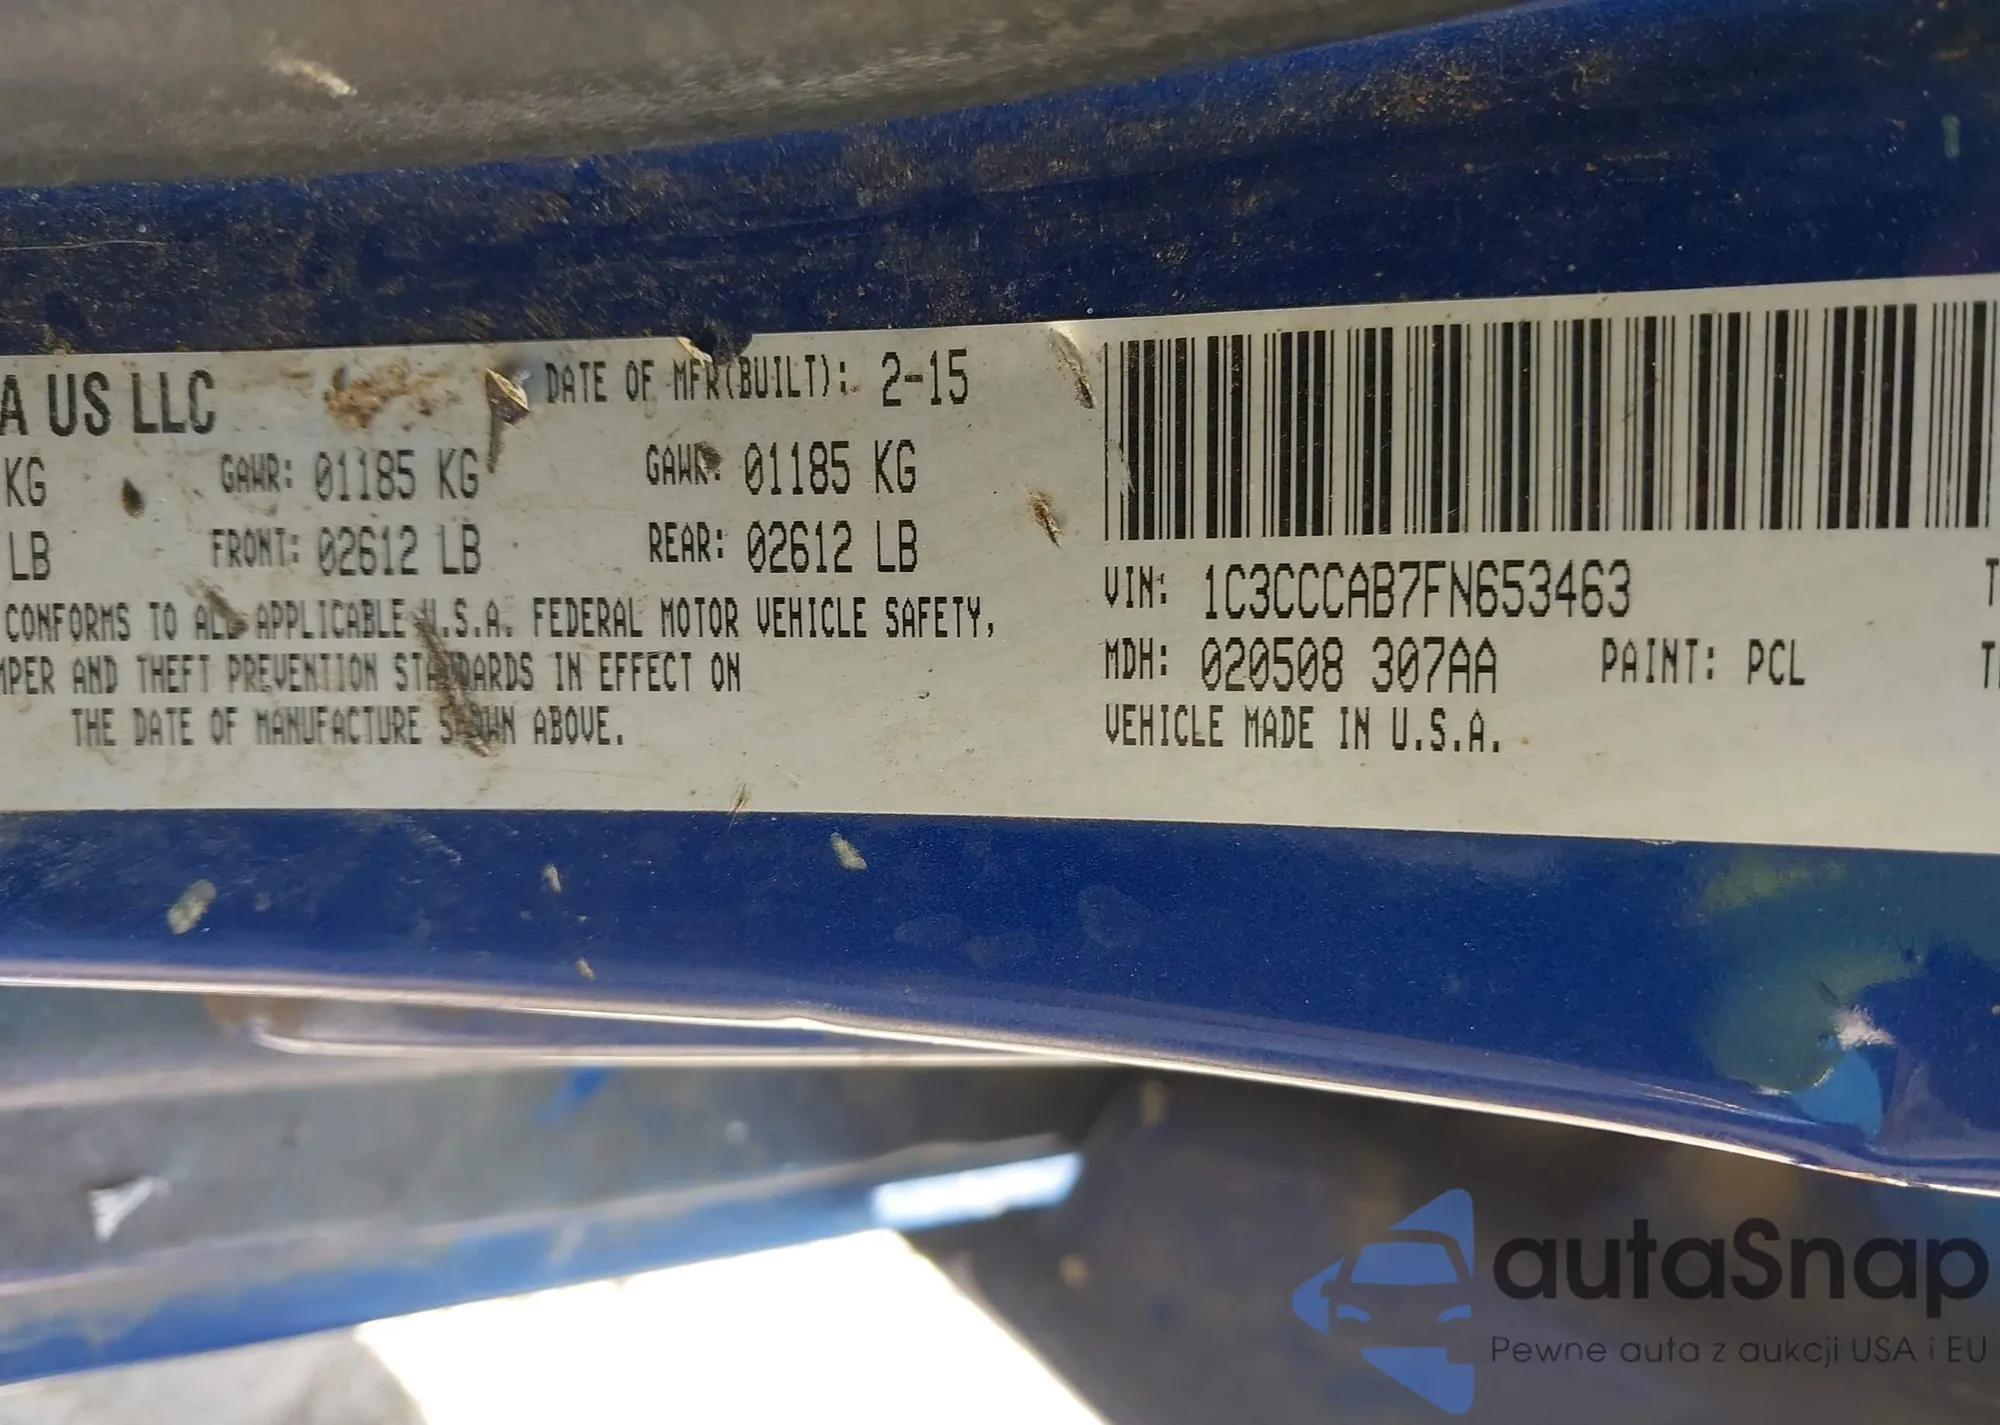 A US LLC
DATE OF MFR(BUILT): 2-15
KG GAWR: 01185 KG GAWR: 01185 KG
LB FRONT: 02612 LB REAR: 02612 LB
CONFORMS TO ALL APPLICABLE U.S.A. FEDERAL MOTOR VEHICLE SAFETY,
MPER AND THEFT PREVENTION STANDARDS IN EFFECT ON
THE DATE OF MANUFACTURE SHOWN ABOVE.
VIN: 1C3CCCAB7FN653463
MDH: 020508 307AA PAINT: PCL
VEHICLE MADE IN U.S.A.
autaSnap
Pewne auta z aukcji USA i EU